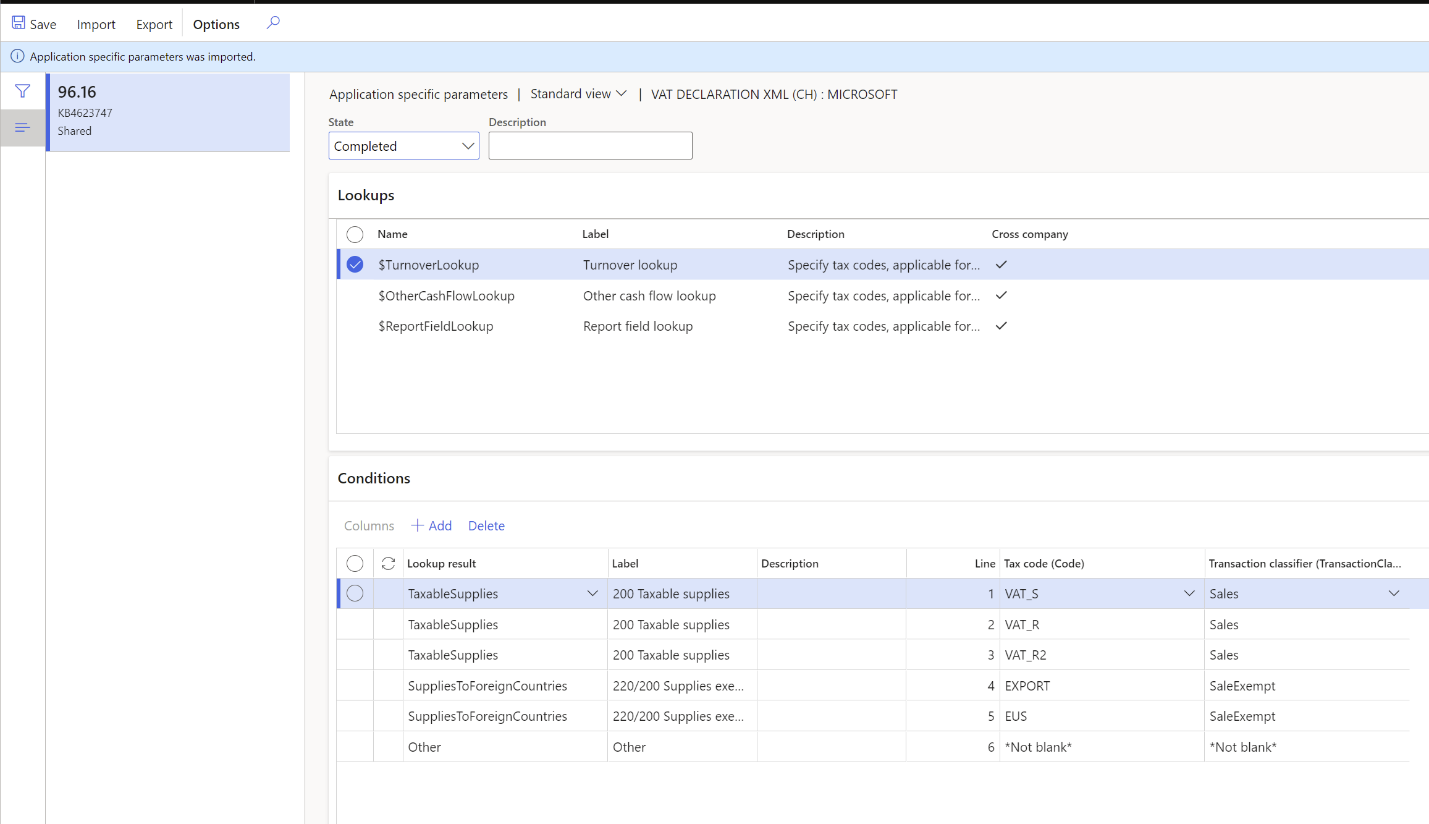 Save Import Export Options
Application specific parameters was imported.
96.16
KB4623747
Shared
Application specific parameters | Standard view | VAT DECLARATION XML (CH) : MICROSOFT
State Description
Completed
Lookups
Name Label Description Cross company
$TurnoverLookup Turnover lookup Specify tax codes, applicable for...
$OtherCashFlowLookup Other cash flow lookup Specify tax codes, applicable for...
$ReportFieldLookup Report field lookup Specify tax codes, applicable for...
Conditions
Columns + Add Delete
Lookup result Label Description Line Tax code (Code) Transaction classifier (TransactionCla...
TaxableSupplies 200 Taxable supplies 1 VAT_S Sales
TaxableSupplies 200 Taxable supplies 2 VAT_R Sales
TaxableSupplies 200 Taxable supplies 3 VAT_R2 Sales
SuppliesToForeignCountries 220/200 Supplies exe... 4 EXPORT SaleExempt
SuppliesToForeignCountries 220/200 Supplies exe... 5 EUS SaleExempt
Other Other 6 *Not blank* *Not blank*